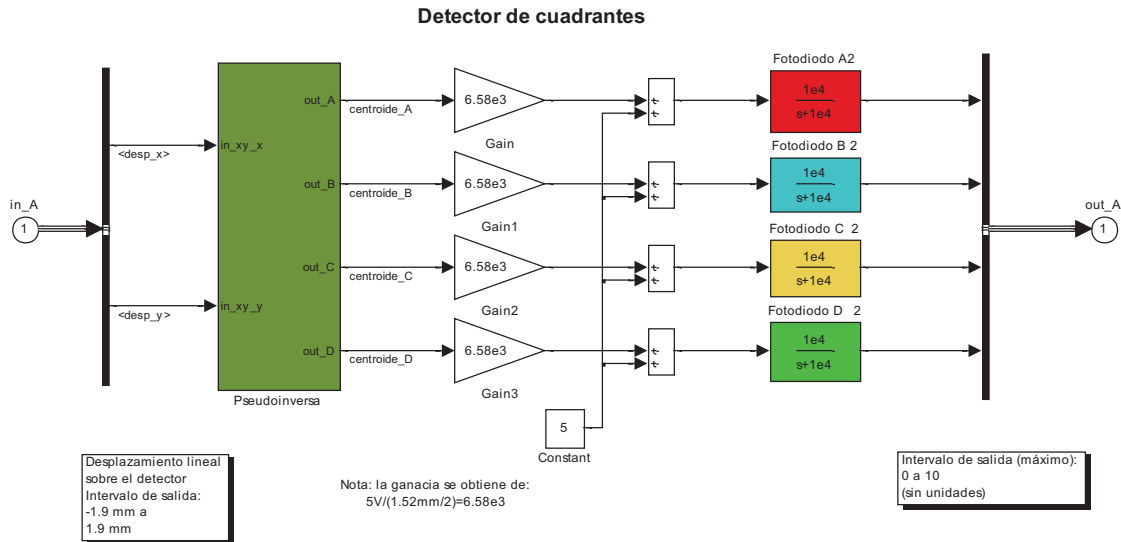 Detector de cuadrantes
in_A
1
<desp_x>
<desp_y>
in_xy_x
in_xy_y
out_A
out_B
out_C
out_D
Pseudoinversa
centroide_A
centroide_B
centroide_C
centroide_D
6.58e3
Gain
6.58e3
Gain1
6.58e3
Gain2
6.58e3
Gain3
5
Constant
Fotodiodo A2
1e4
s+1e4
Fotodiodo B 2
1e4
s+1e4
Fotodiodo C 2
1e4
s+1e4
Fotodiodo D 2
1e4
s+1e4
out_A
1
Desplazamiento lineal
sobre el detector
Intervalo de salida:
-1.9 mm a
1.9 mm
Nota: la ganacia se obtiene de:
5V/(1.52mm/2)=6.58e3
Intervalo de salida (máximo):
0 a 10
(sin unidades)